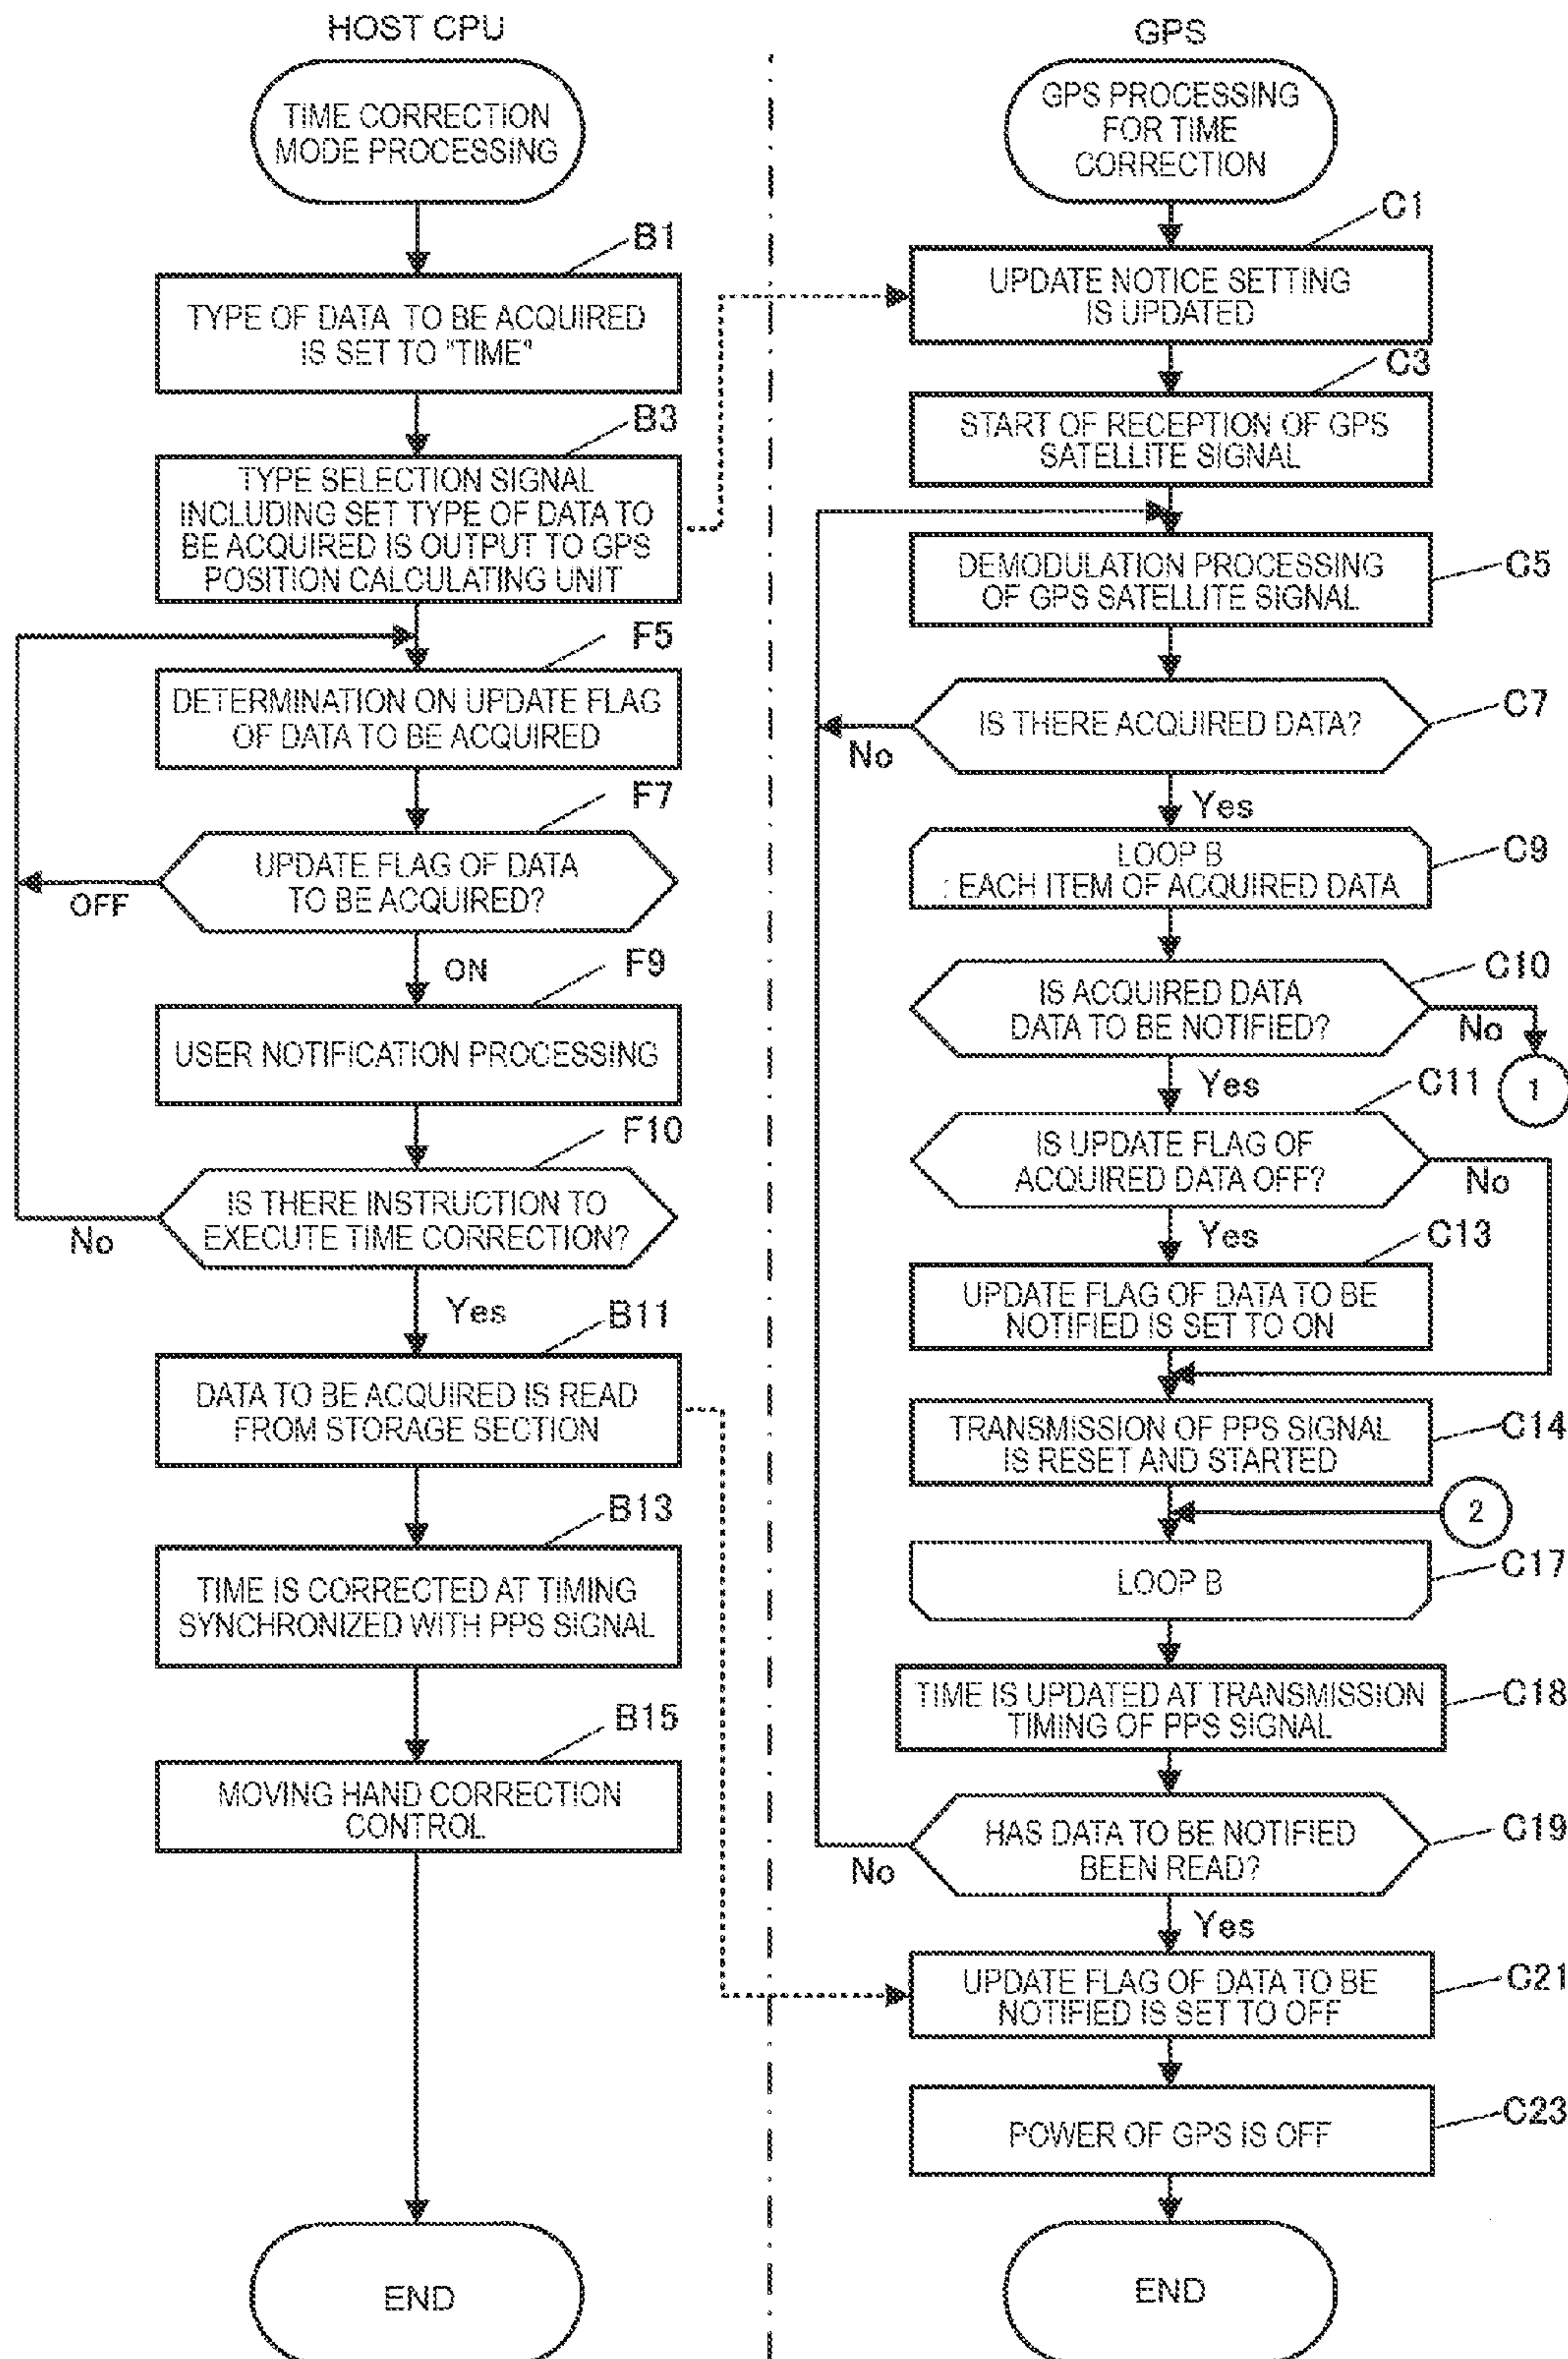 HOST CPU
TIME CORRECTION
MODE PROCESSING
B1
TYPE OF DATA TO BE ACQUIRED
IS SET TO "TIME"
B3
TYPE SELECTION SIGNAL
INCLUDING SET TYPE OF DATA TO
BE ACQUIRED IS OUTPUT TO GPS
POSITION CALCULATING UNIT
F5
DETERMINATION ON UPDATE FLAG
OF DATA TO BE ACQUIRED
F7
UPDATE FLAG OF DATA
TO BE ACQUIRED?
OFF
ON
F9
USER NOTIFICATION PROCESSING
F10
IS THERE INSTRUCTION TO
EXECUTE TIME CORRECTION?
No
Yes
B11
DATA TO BE ACQUIRED IS READ
FROM STORAGE SECTION
B13
TIME IS CORRECTED AT TIMING
SYNCHRONIZED WITH PPS SIGNAL
B15
MOVING HAND CORRECTION
CONTROL
END
GPS
GPS PROCESSING
FOR TIME
CORRECTION
C1
UPDATE NOTICE SETTING
IS UPDATED
C3
START OF RECEPTION OF GPS
SATELLITE SIGNAL
DEMODULATION PROCESSING
OF GPS SATELLITE SIGNAL
C5
IS THERE ACQUIRED DATA?
C7
No
Yes
LOOP B
: EACH ITEM OF ACQUIRED DATA
C9
IS ACQUIRED DATA
DATA TO BE NOTIFIED?
C10
No
1
Yes
C11
IS UPDATE FLAG OF
ACQUIRED DATA OFF?
No
Yes
C13
UPDATE FLAG OF DATA TO BE
NOTIFIED IS SET TO ON
TRANSMISSION OF PPS SIGNAL
IS RESET AND STARTED
C14
2
LOOP B
C17
TIME IS UPDATED AT TRANSMISSION
TIMING OF PPS SIGNAL
C18
HAS DATA TO BE NOTIFIED
BEEN READ?
C19
No
Yes
UPDATE FLAG OF DATA TO BE
NOTIFIED IS SET TO OFF
C21
POWER OF GPS IS OFF
C23
END